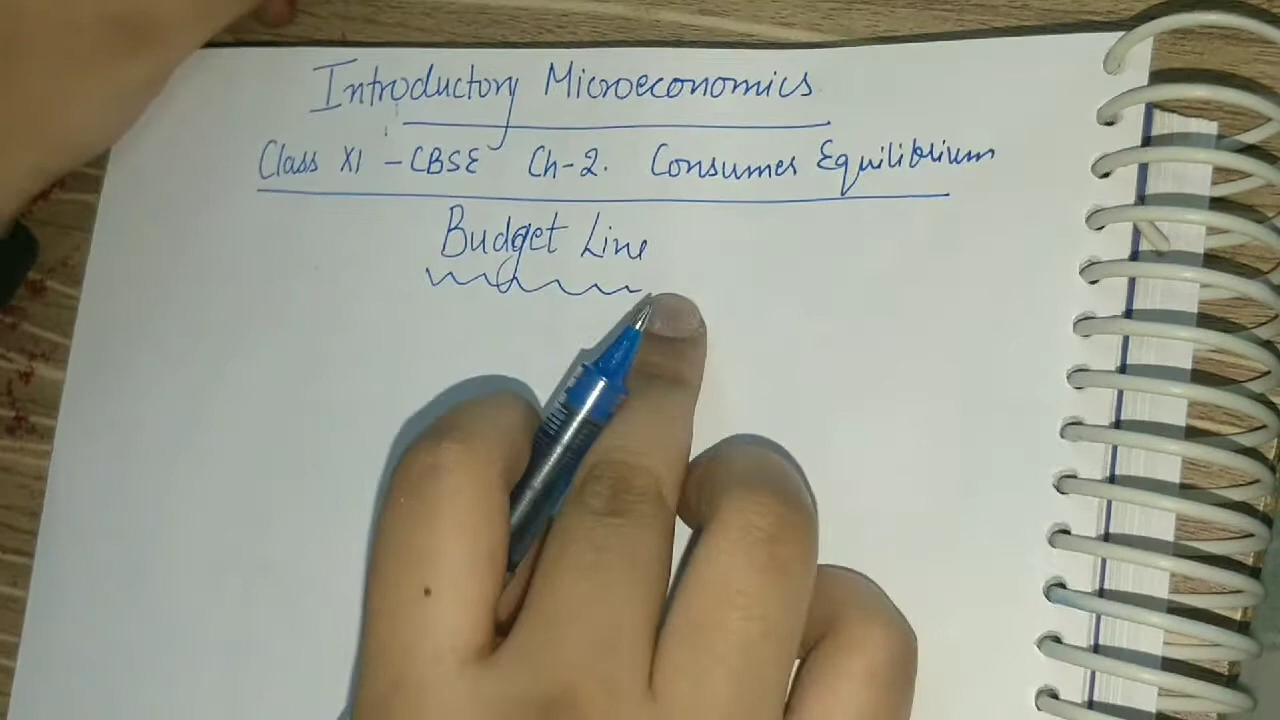 Introductory Microeconomics
Class XI - CBSE Ch-2. Consumer Equilibrium
Budget Line